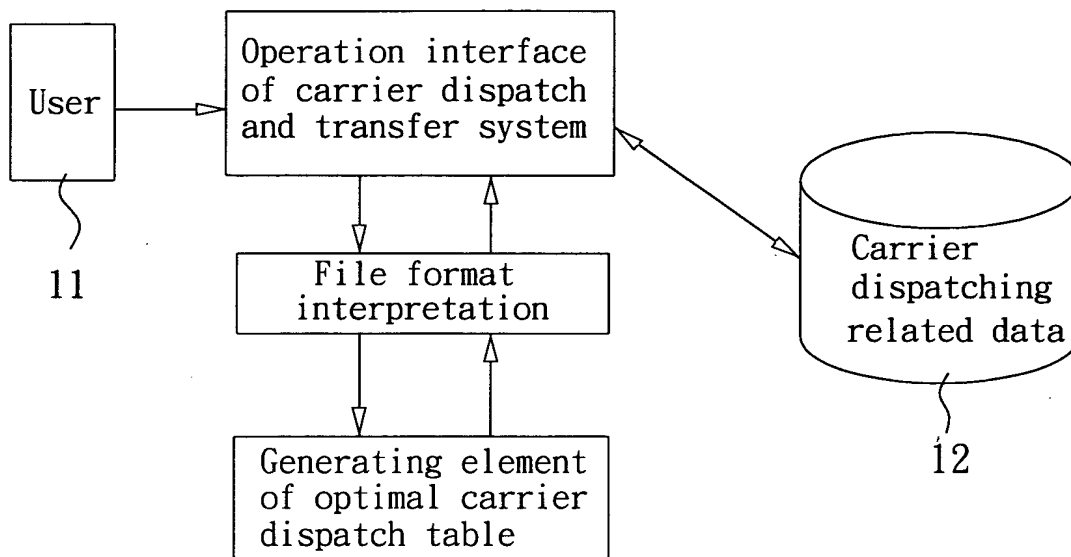 User
Operation interface
of carrier dispatch
and transfer system
11
File format
interpretation
Carrier
dispatching
related data
12
Generating element
of optimal carrier
dispatch table